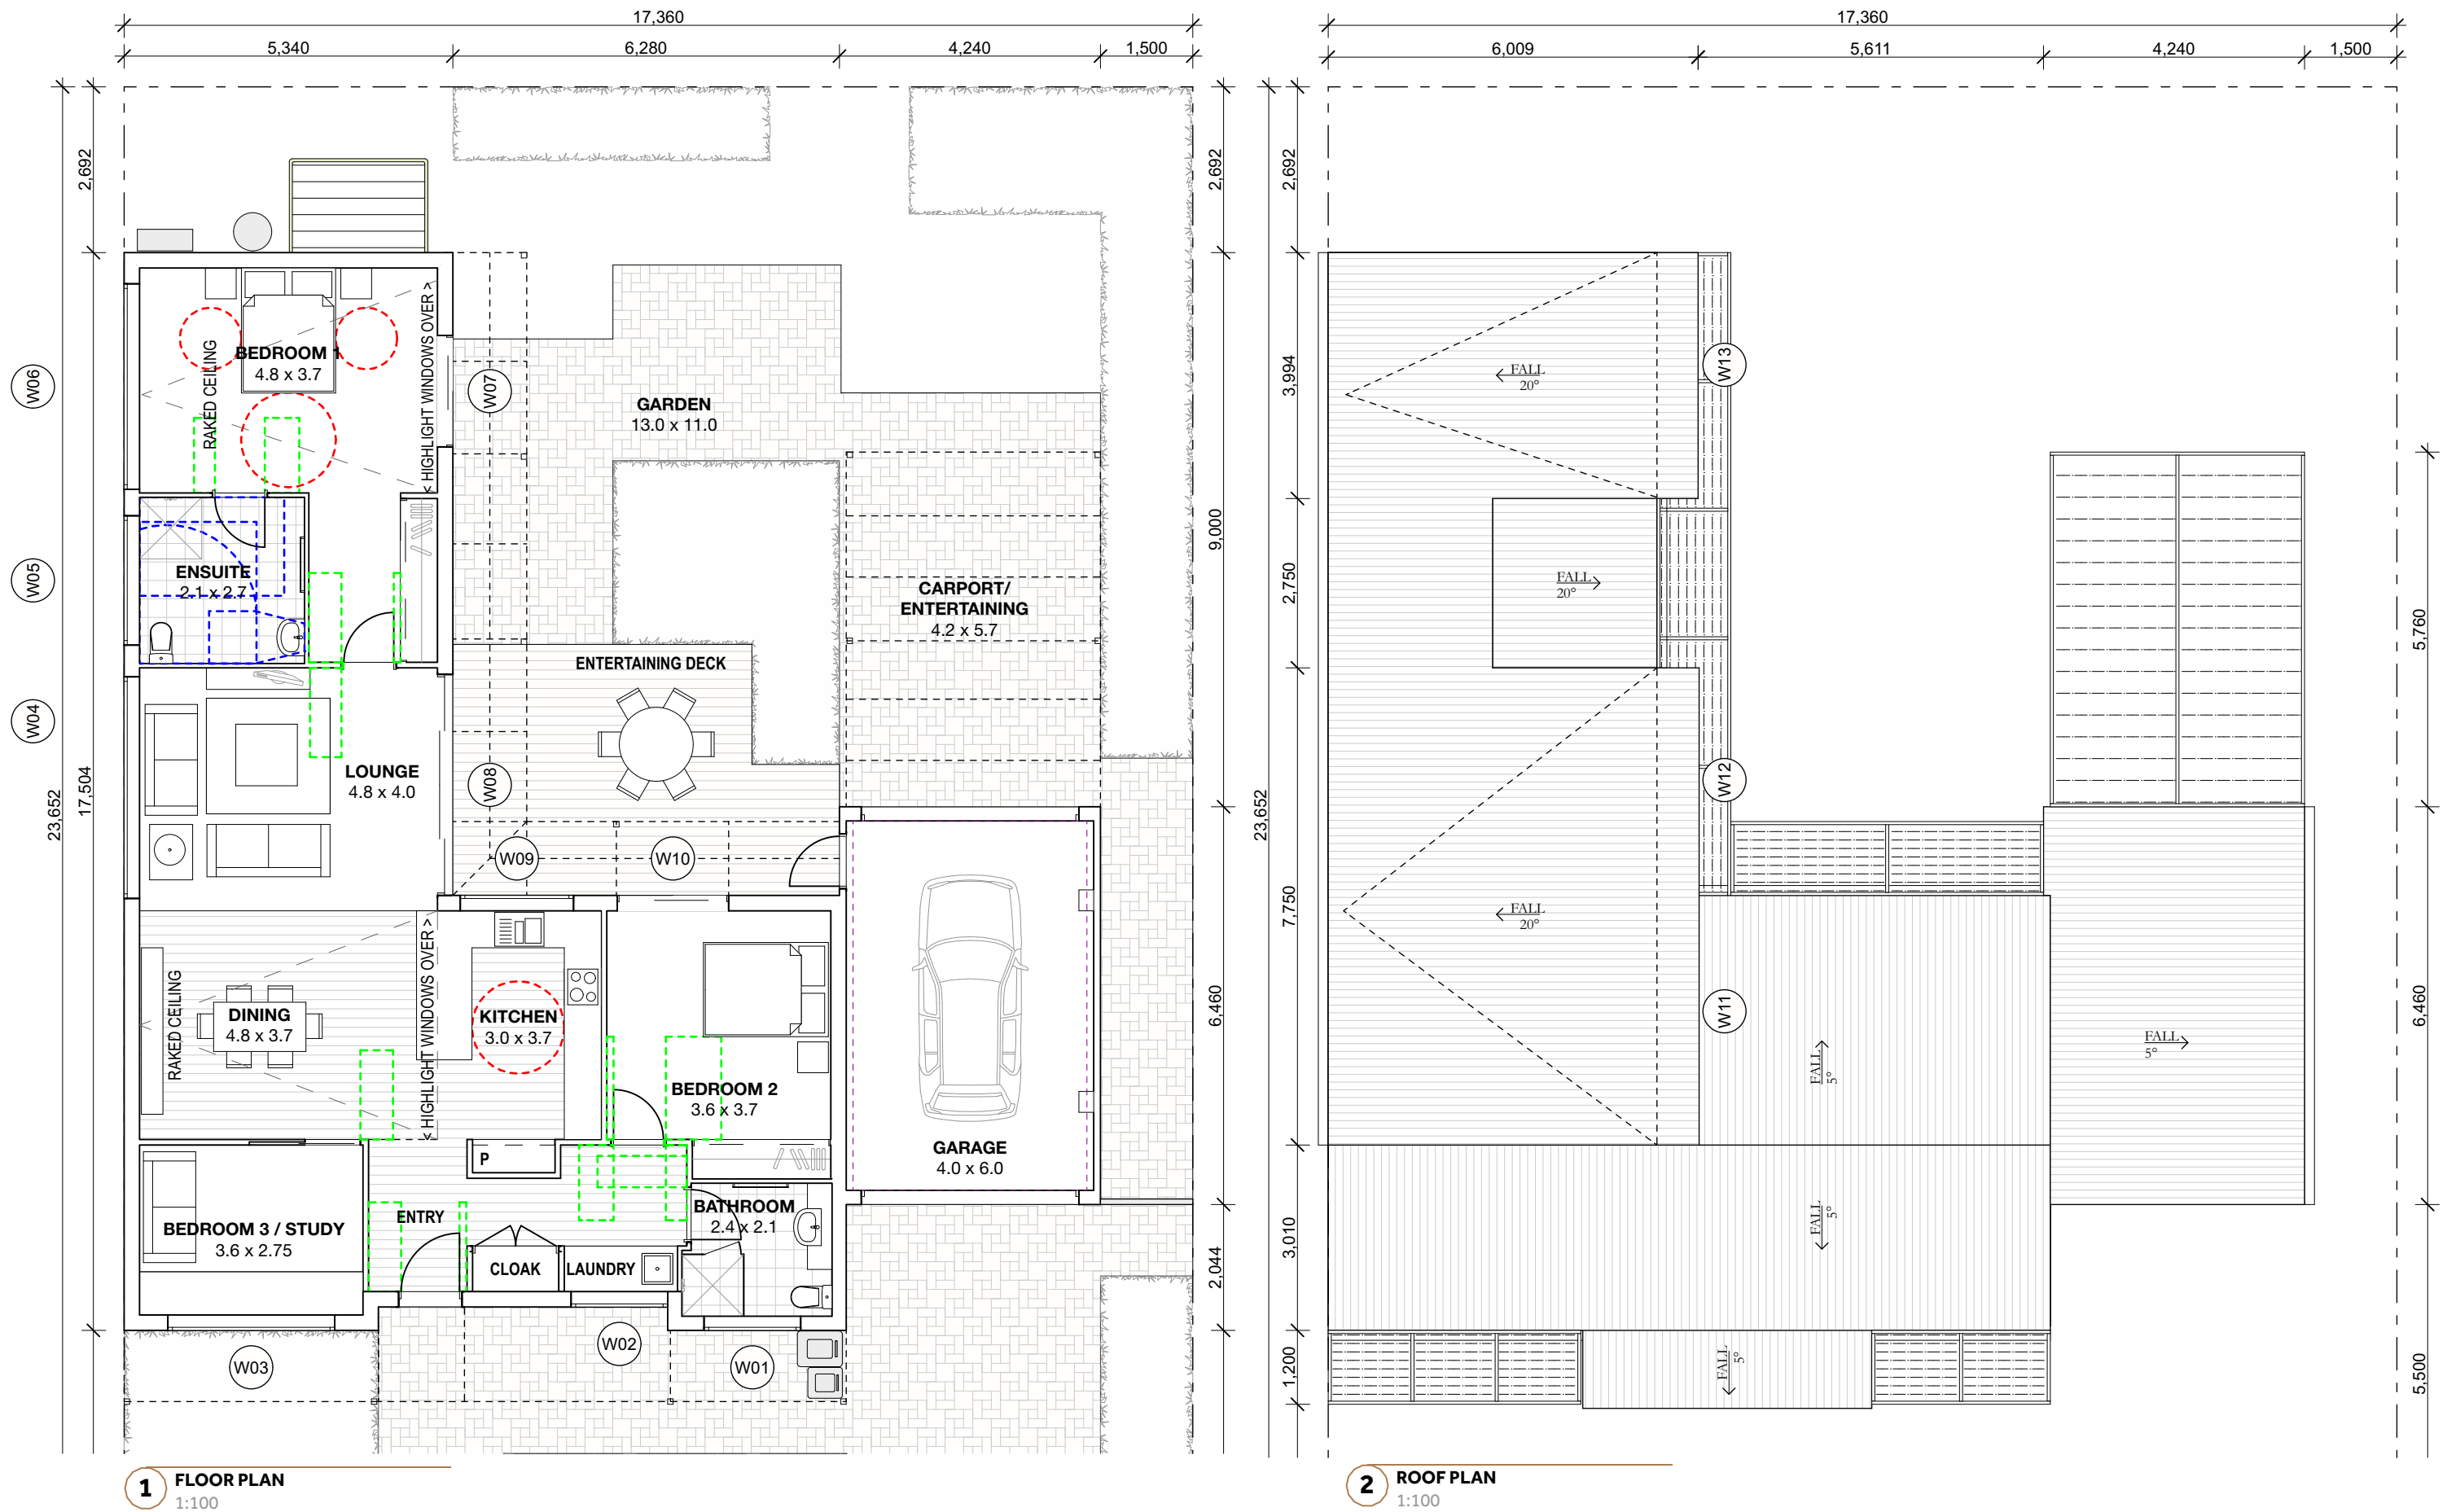 17,360
5,340
6,280
4,240
1,500
17,360
6,009
5,611
4,240
1,500
2,692
2,692
2,692
W06
W05
W04
23,652
17,504
BEDROOM 1
4.8 x 3.7
RAKED CEILING
< HIGHLIGHT WINDOWS OVER >
W07
GARDEN
13.0 x 11.0
ENSUITE
2.1 x 2.7
CARPORT/
ENTERTAINING
4.2 x 5.7
ENTERTAINING DECK
LOUNGE
4.8 x 4.0
W08
W09
W10
9,000
RAKED CEILING
DINING
4.8 x 3.7
< HIGHLIGHT WINDOWS OVER >
KITCHEN
3.0 x 3.7
BEDROOM 2
3.6 x 3.7
GARAGE
4.0 x 6.0
6,460
P
BEDROOM 3 / STUDY
3.6 x 2.75
ENTRY
BATHROOM
2.4 x 2.1
CLOAK
LAUNDRY
2,044
W03
W02
W01
1
FLOOR PLAN
1:100
23,652
3,994
2,750
7,750
3,010
1,200
FALL
20°
W13
FALL
20°
W12
FALL
20°
W11
FALL
5°
FALL
5°
FALL
5°
FALL
5°
5,760
6,460
5,500
2
ROOF PLAN
1:100